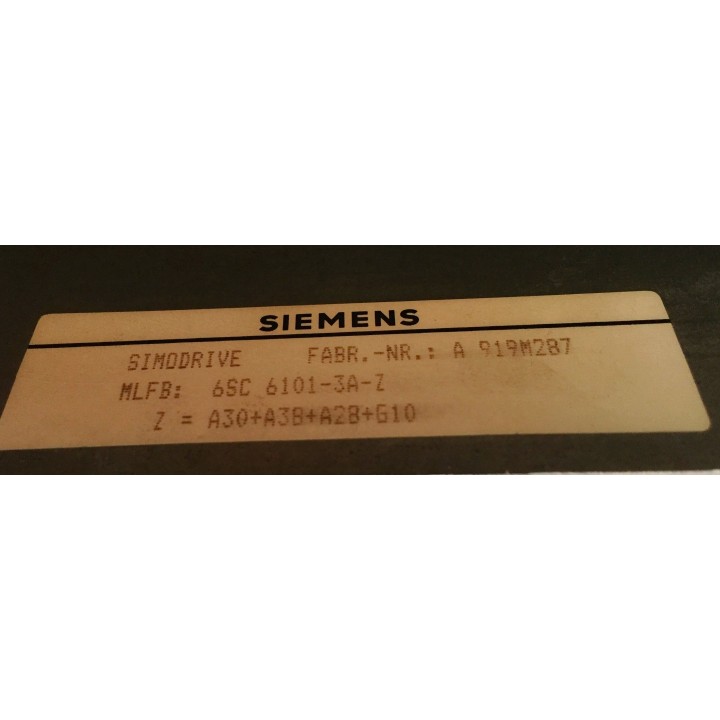 SIEMENS
SIMODRIVE FABR.-NR.: A 919M287
MLFB: 6SC 6101-3A-Z
Z = A30+A38+A28+G10